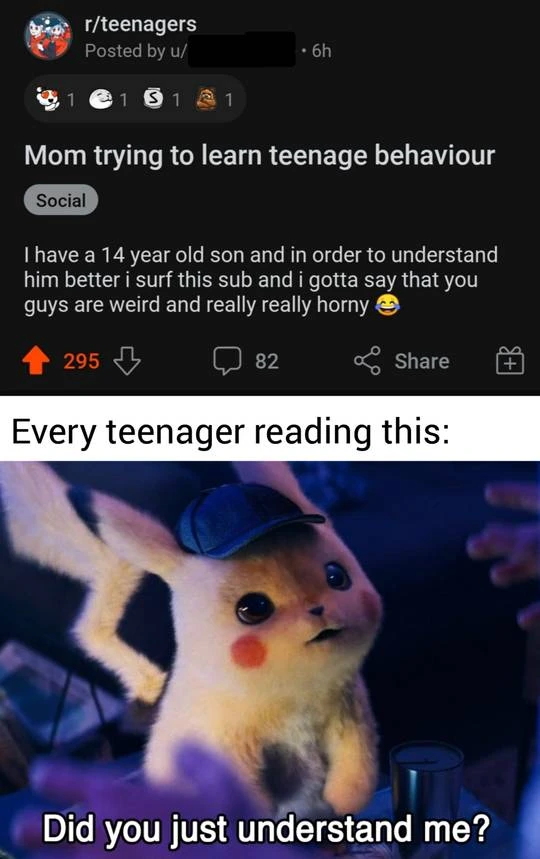 r/teenagers
Posted by u/ • 6h
1 1 S 1 1
Mom trying to learn teenage behaviour
Social
I have a 14 year old son and in order to understand
him better i surf this sub and i gotta say that you
guys are weird and really really horny 😂
295 82 Share
Every teenager reading this:
Did you just understand me?